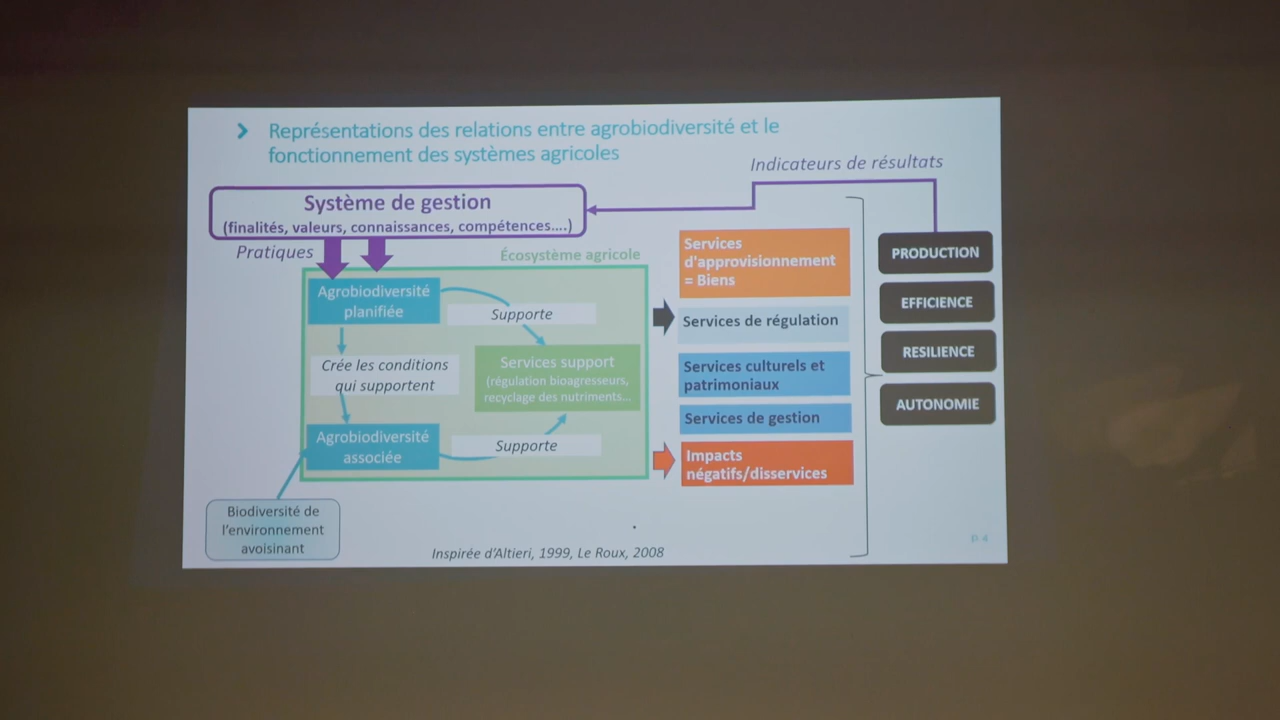 Représentations des relations entre agrobiodiversité et le
fonctionnement des systèmes agricoles
Indicateurs de résultats
Système de gestion
(finalités, valeurs, connaissances, compétences....)
Pratiques
Écosystème agricole
Agrobiodiversité
planifiée
Supporte
Crée les conditions
qui supportent
Services support
(régulation bioagresseurs,
recyclage des nutriments...
Agrobiodiversité
associée
Supporte
Biodiversité de
l'environnement
avoisinant
Services
d'approvisionnement
= Biens
Services de régulation
Services culturels et
patrimoniaux
Services de gestion
Impacts
négatifs/disservices
PRODUCTION
EFFICIENCE
RESILIENCE
AUTONOMIE
Inspirée d'Altieri, 1999, Le Roux, 2008
p. 4